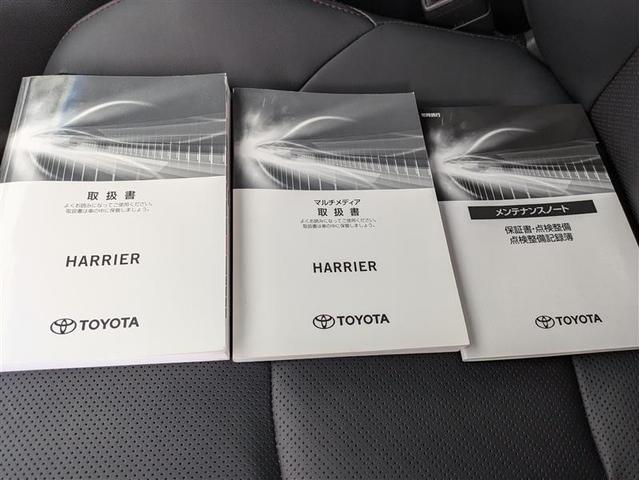 取扱書
よくお読みになってご使用ください。
取扱書は車の中に保管しましょう。
HARRIER
TOYOTA
マルチメディア
取扱書
よくお読みになってご使用ください。
取扱書は車の中に保管しましょう。
HARRIER
TOYOTA
メンテナンスノート
保証書・点検整備
点検整備記録簿
TOYOTA